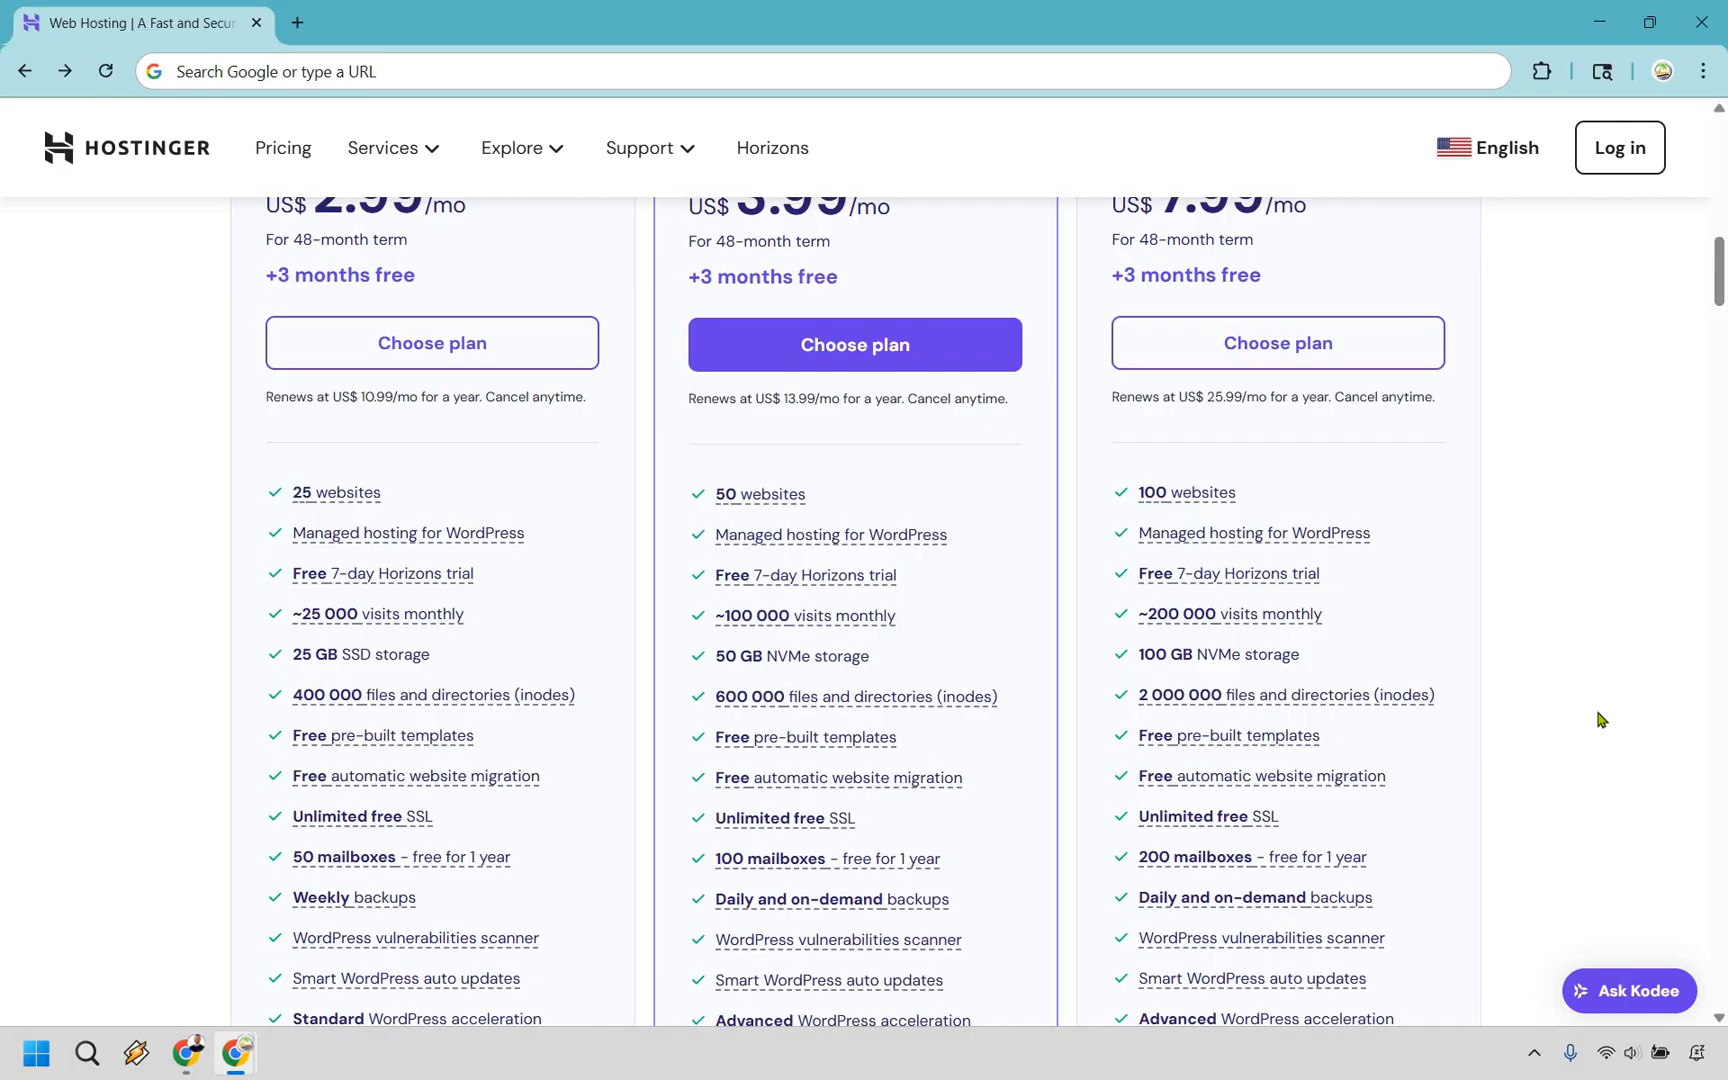 Web Hosting | A Fast and Secur
Search Google or type a URL
HOSTINGER
Pricing
Services
Explore
Support
Horizons
English
Log in
US$ 2.99/mo
For 48-month term
+3 months free
Choose plan
Renews at US$ 10.99/mo for a year. Cancel anytime.
25 websites
Managed hosting for WordPress
Free 7-day Horizons trial
~25 000 visits monthly
25 GB SSD storage
400 000 files and directories (inodes)
Free pre-built templates
Free automatic website migration
Unlimited free SSL
50 mailboxes - free for 1 year
Weekly backups
WordPress vulnerabilities scanner
Smart WordPress auto updates
Standard WordPress acceleration
US$ 3.99/mo
For 48-month term
+3 months free
Choose plan
Renews at US$ 13.99/mo for a year. Cancel anytime.
50 websites
Managed hosting for WordPress
Free 7-day Horizons trial
~100 000 visits monthly
50 GB NVMe storage
600 000 files and directories (inodes)
Free pre-built templates
Free automatic website migration
Unlimited free SSL
100 mailboxes - free for 1 year
Daily and on-demand backups
WordPress vulnerabilities scanner
Smart WordPress auto updates
Advanced WordPress acceleration
US$ 7.99/mo
For 48-month term
+3 months free
Choose plan
Renews at US$ 25.99/mo for a year. Cancel anytime.
100 websites
Managed hosting for WordPress
Free 7-day Horizons trial
~200 000 visits monthly
100 GB NVMe storage
2 000 000 files and directories (inodes)
Free pre-built templates
Free automatic website migration
Unlimited free SSL
200 mailboxes - free for 1 year
Daily and on-demand backups
WordPress vulnerabilities scanner
Smart WordPress auto updates
Advanced WordPress acceleration
Ask Kodee